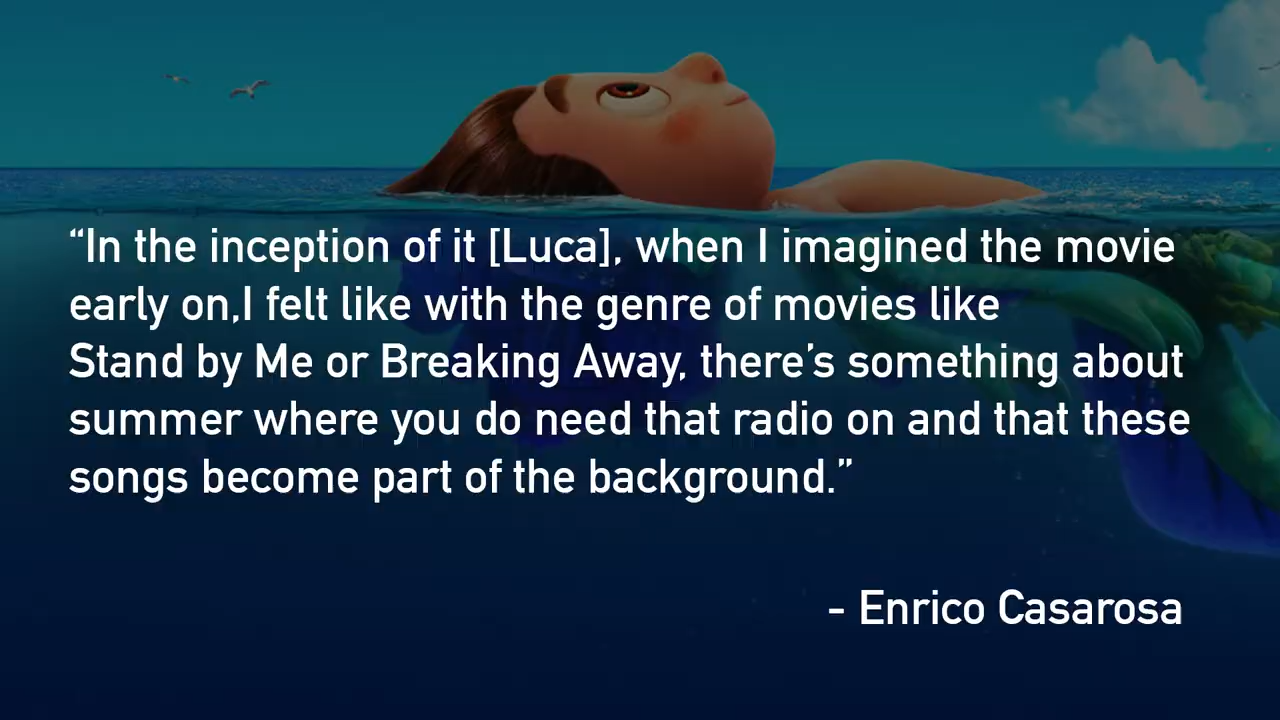 “In the inception of it [Luca], when I imagined the movie
early on,I felt like with the genre of movies like
Stand by Me or Breaking Away, there’s something about
summer where you do need that radio on and that these
songs become part of the background.”
- Enrico Casarosa